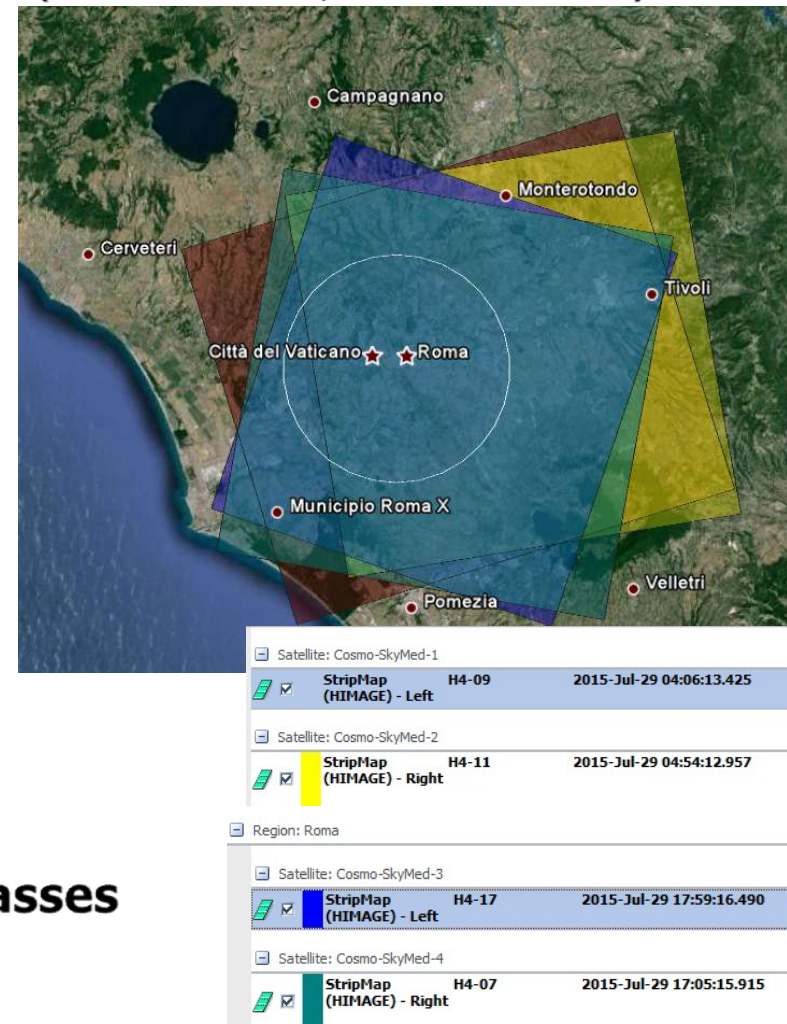 Campagnano
Monterotondo
Cerveteri
Tivoli
Città del Vaticano
Roma
Municipio Roma X
Velletri
Pomezia
Satellite: Cosmo-SkyMed-1
StripMap H4-09 2015-Jul-29 04:06:13.425
(HIMAGE) - Left
Satellite: Cosmo-SkyMed-2
StripMap H4-11 2015-Jul-29 04:54:12.957
(HIMAGE) - Right
Region: Roma
Satellite: Cosmo-SkyMed-3
asses
StripMap H4-17 2015-Jul-29 17:59:16.490
(HIMAGE) - Left
Satellite: Cosmo-SkyMed-4
StripMap H4-07 2015-Jul-29 17:05:15.915
(HIMAGE) - Right